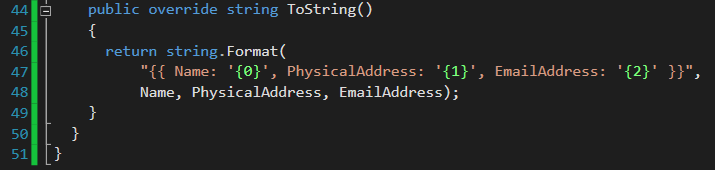 44 public override string ToString()
45 {
46 return string.Format(
47 "{{ Name: '{0}', PhysicalAddress: '{1}', EmailAddress: '{2}' }}",
48 Name, PhysicalAddress, EmailAddress);
49 }
50 }
51 }